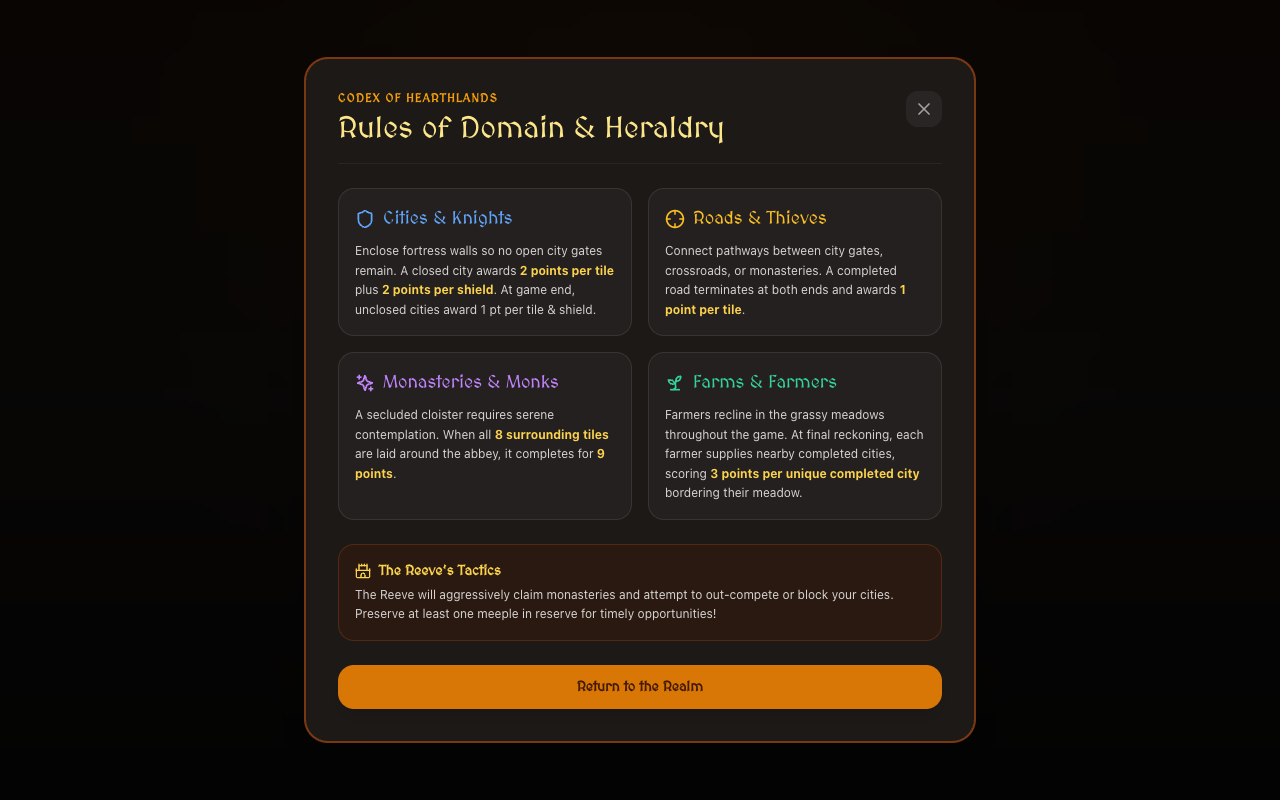 CODEX OF HEARTHLANDS
Rules of Domain & Heraldry
Cities & Knights
Enclose fortress walls so no open city gates
remain. A closed city awards 2 points per tile
plus 2 points per shield. At game end,
unclosed cities award 1 pt per tile & shield.
Roads & Thieves
Connect pathways between city gates,
crossroads, or monasteries. A completed
road terminates at both ends and awards 1
point per tile.
Monasteries & Monks
A secluded cloister requires serene
contemplation. When all 8 surrounding tiles
are laid around the abbey, it completes for 9
points.
Farms & Farmers
Farmers recline in the grassy meadows
throughout the game. At final reckoning, each
farmer supplies nearby completed cities,
scoring 3 points per unique completed city
bordering their meadow.
The Reeve's Tactics
The Reeve will aggressively claim monasteries and attempt to out-compete or block your cities.
Preserve at least one meeple in reserve for timely opportunities!
Return to the Realm